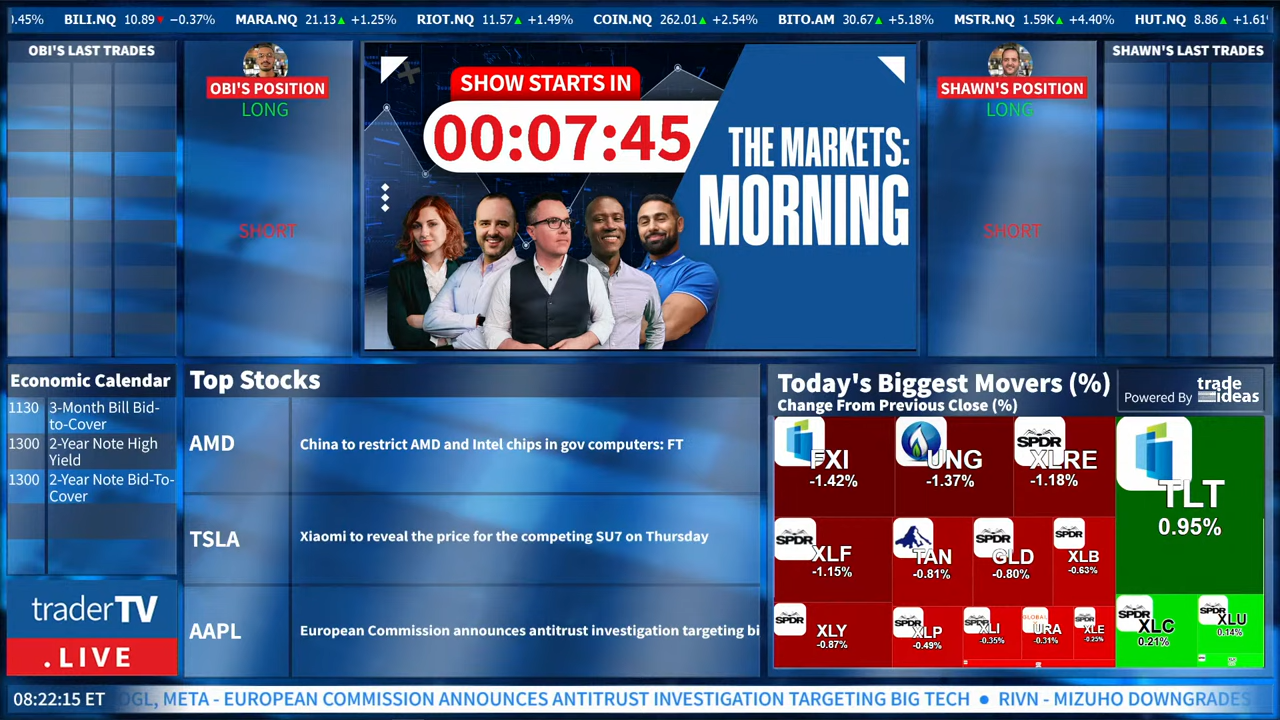 0.45% BILI.NQ 10.89▼ −0.37% MARA.NQ 21.13▲ +1.25% RIOT.NQ 11.57▲ +1.49% COIN.NQ 262.01▲ +2.54% BITO.AM 30.67▲ +5.18% MSTR.NQ 1.59K▲ +4.40% HUT.NQ 8.86▲ +1.61
OBI'S LAST TRADES
OBI'S POSITION
LONG
SHORT
SHOW STARTS IN
00:07:45
THE MARKETS:
MORNING
SHAWN'S POSITION
LONG
SHORT
SHAWN'S LAST TRADES
Economic Calendar
1130 3-Month Bill Bid-
to-Cover
1300 2-Year Note High
Yield
1300 2-Year Note Bid-To-
Cover
Top Stocks
AMD China to restrict AMD and Intel chips in gov computers: FT
TSLA Xiaomi to reveal the price for the competing SU7 on Thursday
AAPL European Commission announces antitrust investigation targeting bi
Today's Biggest Movers (%)
Change From Previous Close (%)
Powered By trade
ideas
FXI
-1.42%
UNG
-1.37%
SPDR
XLRE
-1.18%
TLT
0.95%
SPDR
XLF
-1.15%
TAN
-0.81%
SPDR
GLD
-0.80%
SPDR
XLB
-0.63%
SPDR
XLY
-0.87%
SPDR
XLP
-0.49%
SPDR
XLI
-0.35%
GLOBAL
URA
-0.31%
SPDR
XLE
-0.25%
SPDR
XLC
0.21%
SPDR
XLU
0.14%
traderTV
.LIVE
08:22:15 ET OGL, META - EUROPEAN COMMISSION ANNOUNCES ANTITRUST INVESTIGATION TARGETING BIG TECH ● RIVN - MIZUHO DOWNGRADES